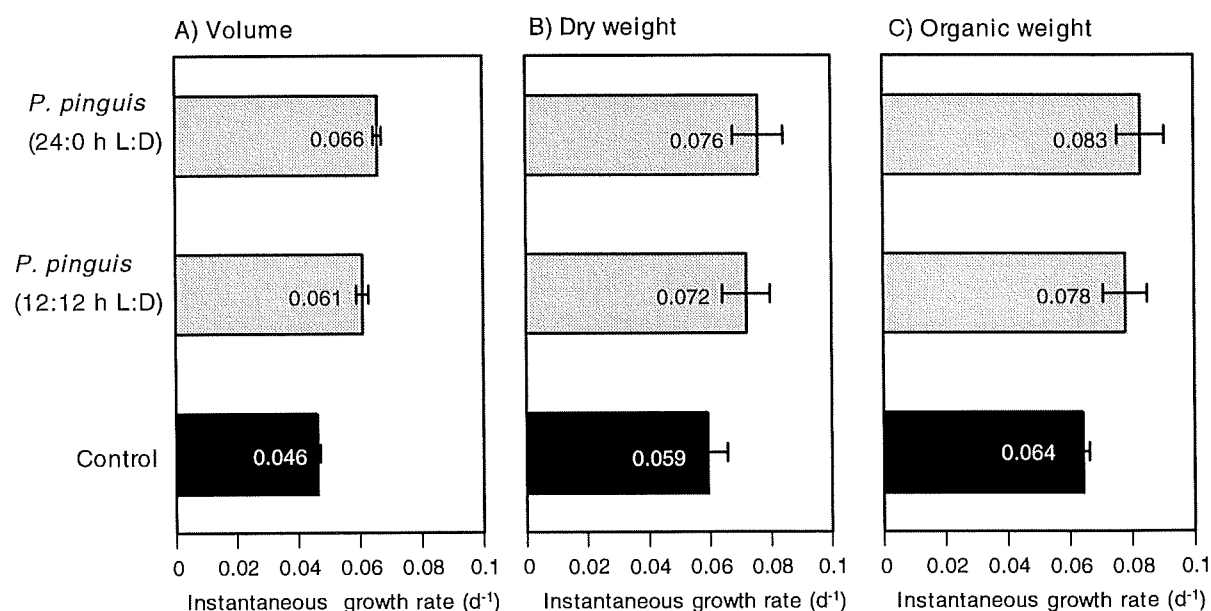 A) Volume
B) Dry weight
C) Organic weight
P. pinguis
(24:0 h L:D)
0.066
0.076
0.083
P. pinguis
(12:12 h L:D)
0.061
0.072
0.078
Control
0.046
0.059
0.064
0 0.02 0.04 0.06 0.08 0.1
0 0.02 0.04 0.06 0.08 0.1
0 0.02 0.04 0.06 0.08 0.1
Instantaneous growth rate (d⁻¹)
Instantaneous growth rate (d⁻¹)
Instantaneous growth rate (d⁻¹)